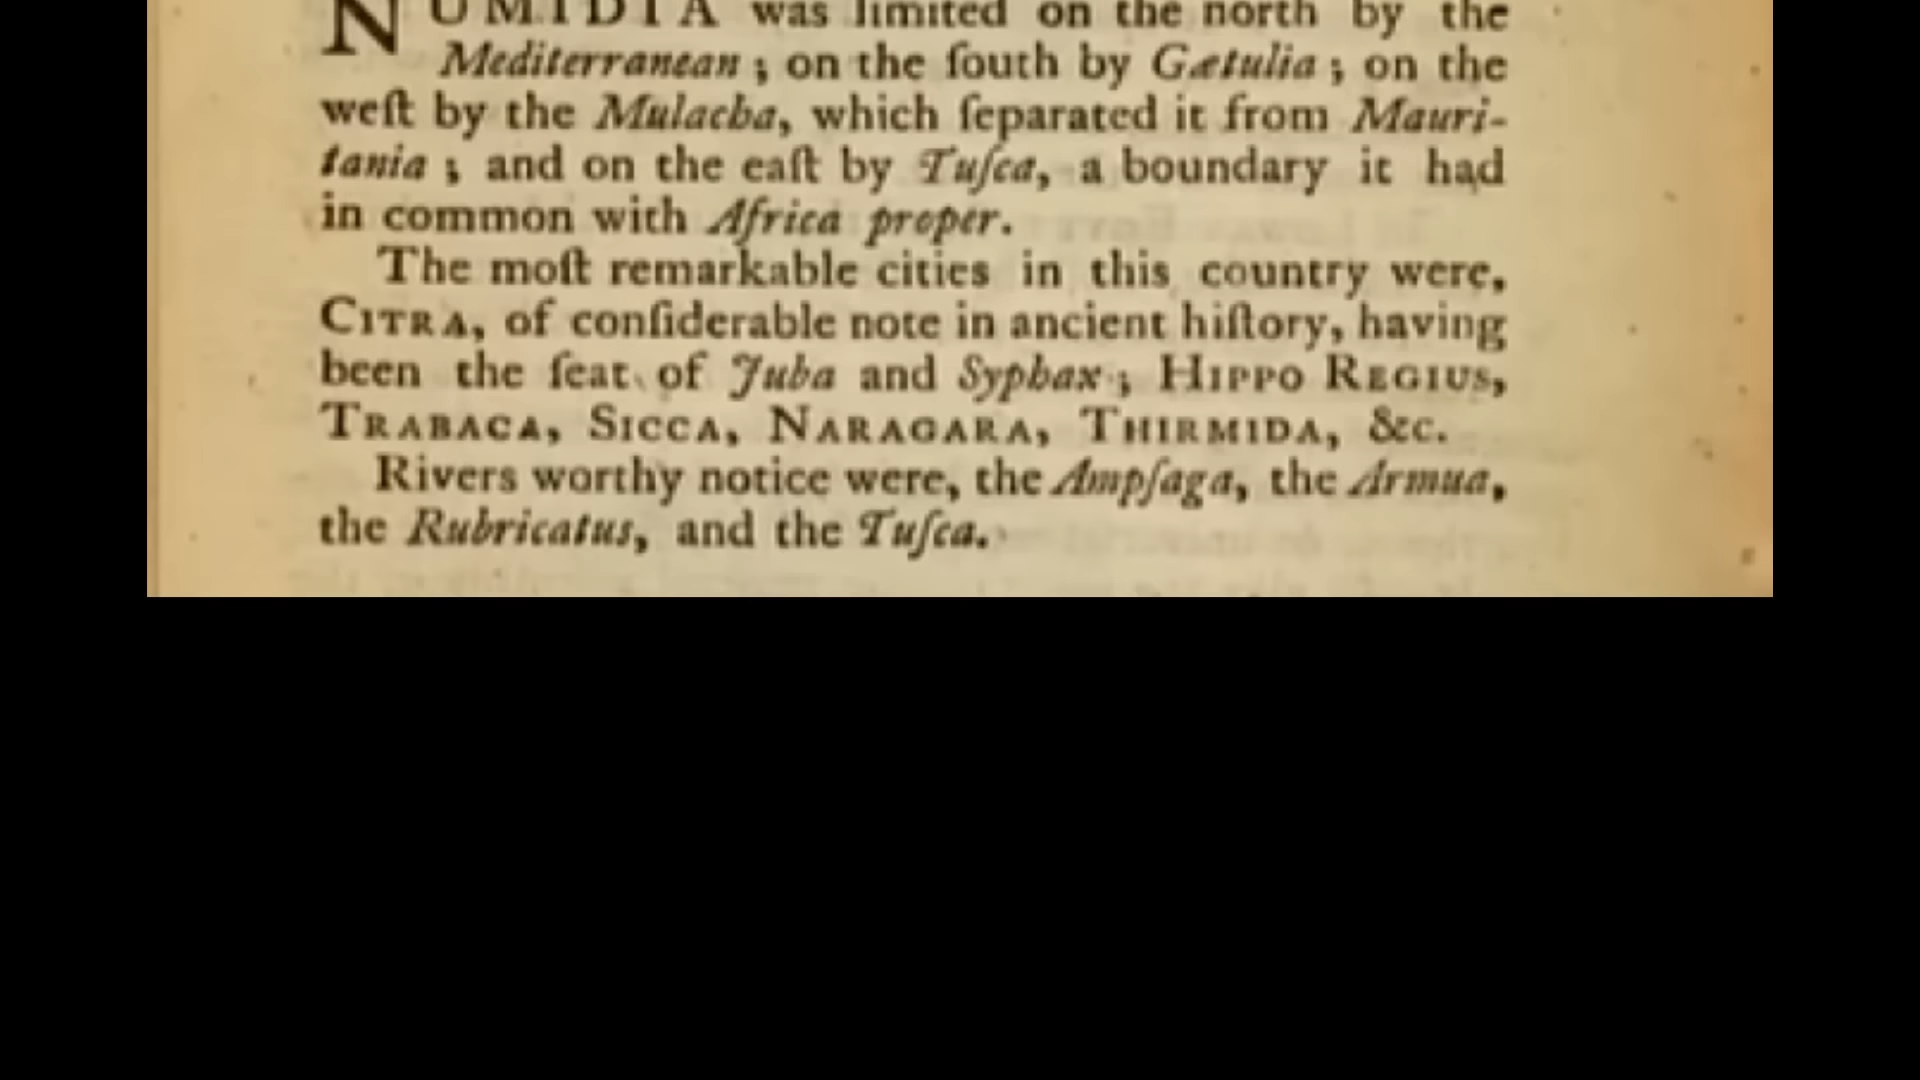 NUMIDIA was limited on the north by the
Mediterranean ; on the ſouth by Gætulia ; on the
weſt by the Mulacha, which ſeparated it from Mauri-
tania ; and on the eaſt by Tuſca, a boundary it had
in common with Africa proper.
The moſt remarkable cities in this country were,
CITRA, of conſiderable note in ancient hiſtory, having
been the ſeat of Juba and Syphax ; HIPPO REGIUS,
TRABACA, SICCA, NARAGARA, THIRMIDA, &c.
Rivers worthy notice were, the Ampſaga, the Armua,
the Rubricatus, and the Tuſca.